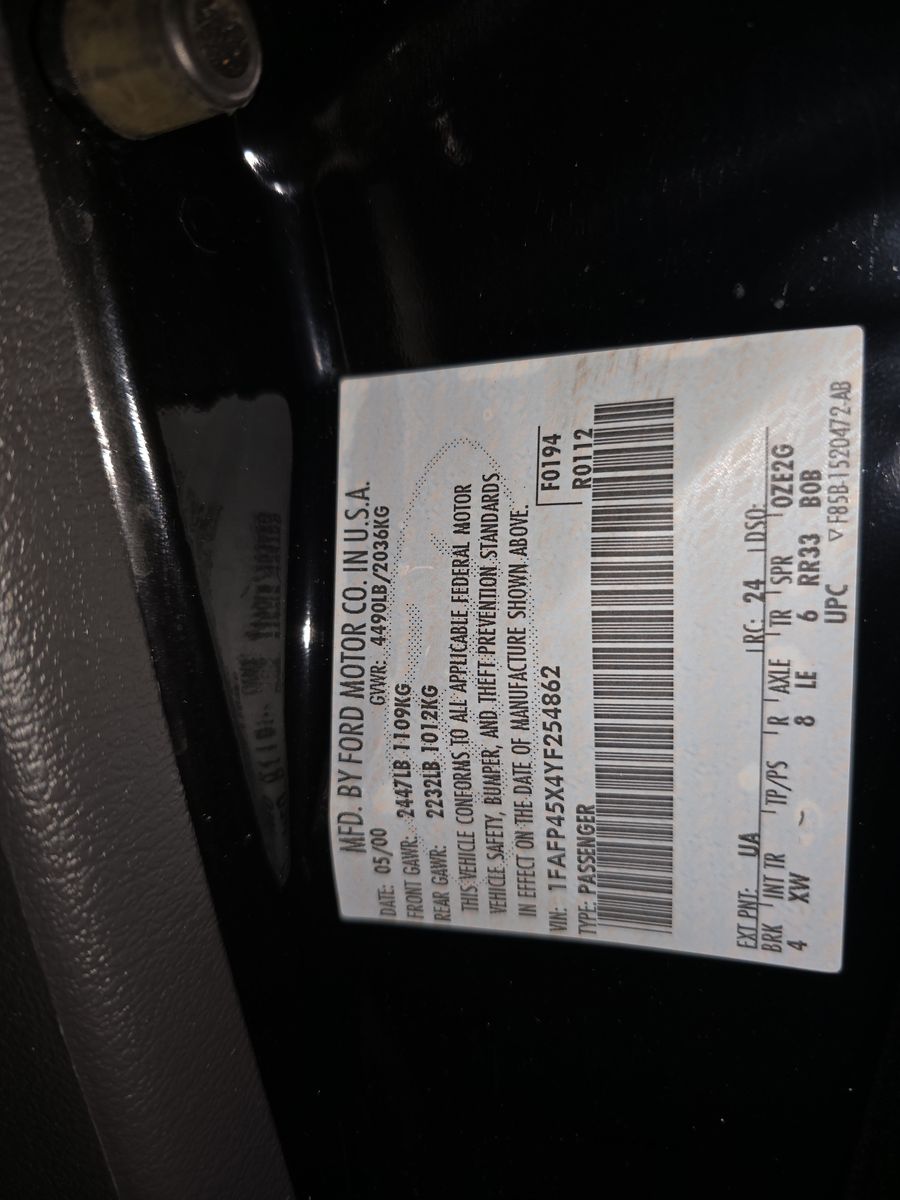 MFD. BY FORD MOTOR CO. IN U.S.A.
DATE: 05/00 GVWR: 4490LB/2036KG
FRONT GAWR: 2447LB 1109KG
REAR GAWR: 2232LB 1012KG
THIS VEHICLE CONFORMS TO ALL APPLICABLE FEDERAL MOTOR
VEHICLE SAFETY, BUMPER, AND THEFT PREVENTION STANDARDS
IN EFFECT ON THE DATE OF MANUFACTURE SHOWN ABOVE.
VIN: 1FAFP45X4YF254862 F0194
TYPE: PASSENGER R0112
EXT PNT: UA RC: 24 DSO:
BRK INT TR TP/PS R AXLE TR SPR 0ZE2G
4 XW ~ 8 LE 6 RR33 BOB
UPC ▽F85B-1520472-AB